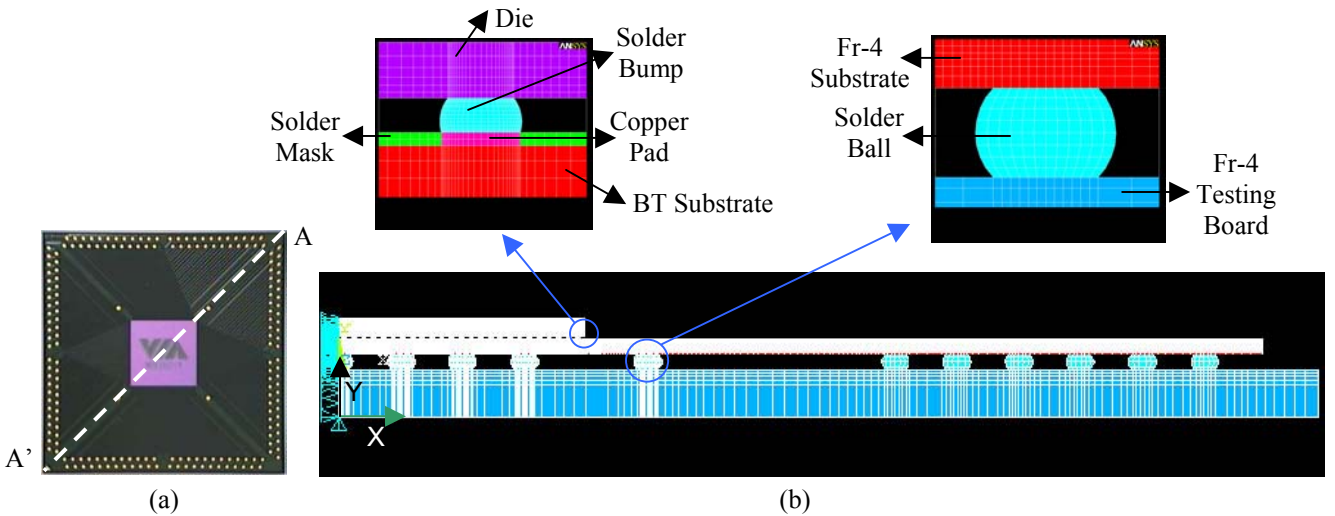 Die
Solder
Bump
ANSYS
Solder
Mask
Copper
Pad
BT Substrate
ANSYS
Fr-4
Substrate
Solder
Ball
Fr-4
Testing
Board
A
VIA
A’
Y
X
(a)
(b)